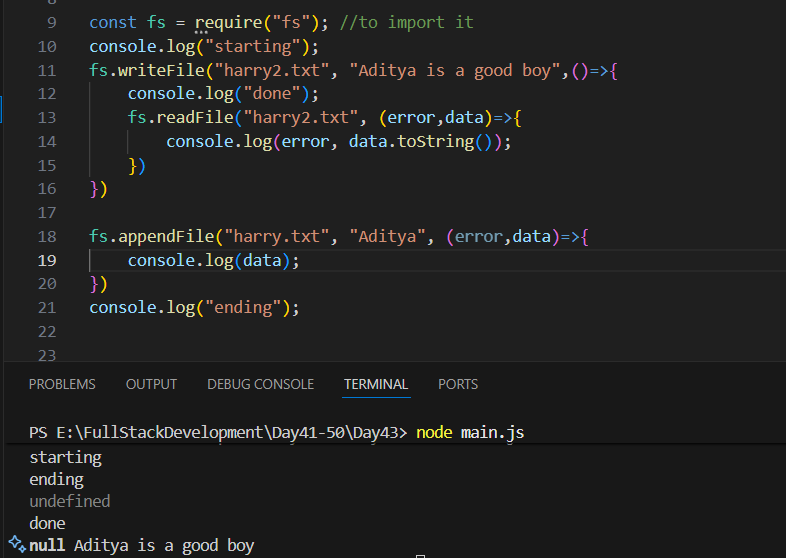 9 const fs = require("fs"); //to import it
10 console.log("starting");
11 fs.writeFile("harry2.txt", "Aditya is a good boy",()=>{
12 console.log("done");
13 fs.readFile("harry2.txt", (error,data)=>{
14 console.log(error, data.toString());
15 })
16 })
17
18 fs.appendFile("harry.txt", "Aditya", (error,data)=>{
19 console.log(data);
20 })
21 console.log("ending");
22
23
PROBLEMS OUTPUT DEBUG CONSOLE TERMINAL PORTS
PS E:\FullStackDevelopment\Day41-50\Day43> node main.js
starting
ending
undefined
done
null Aditya is a good boy